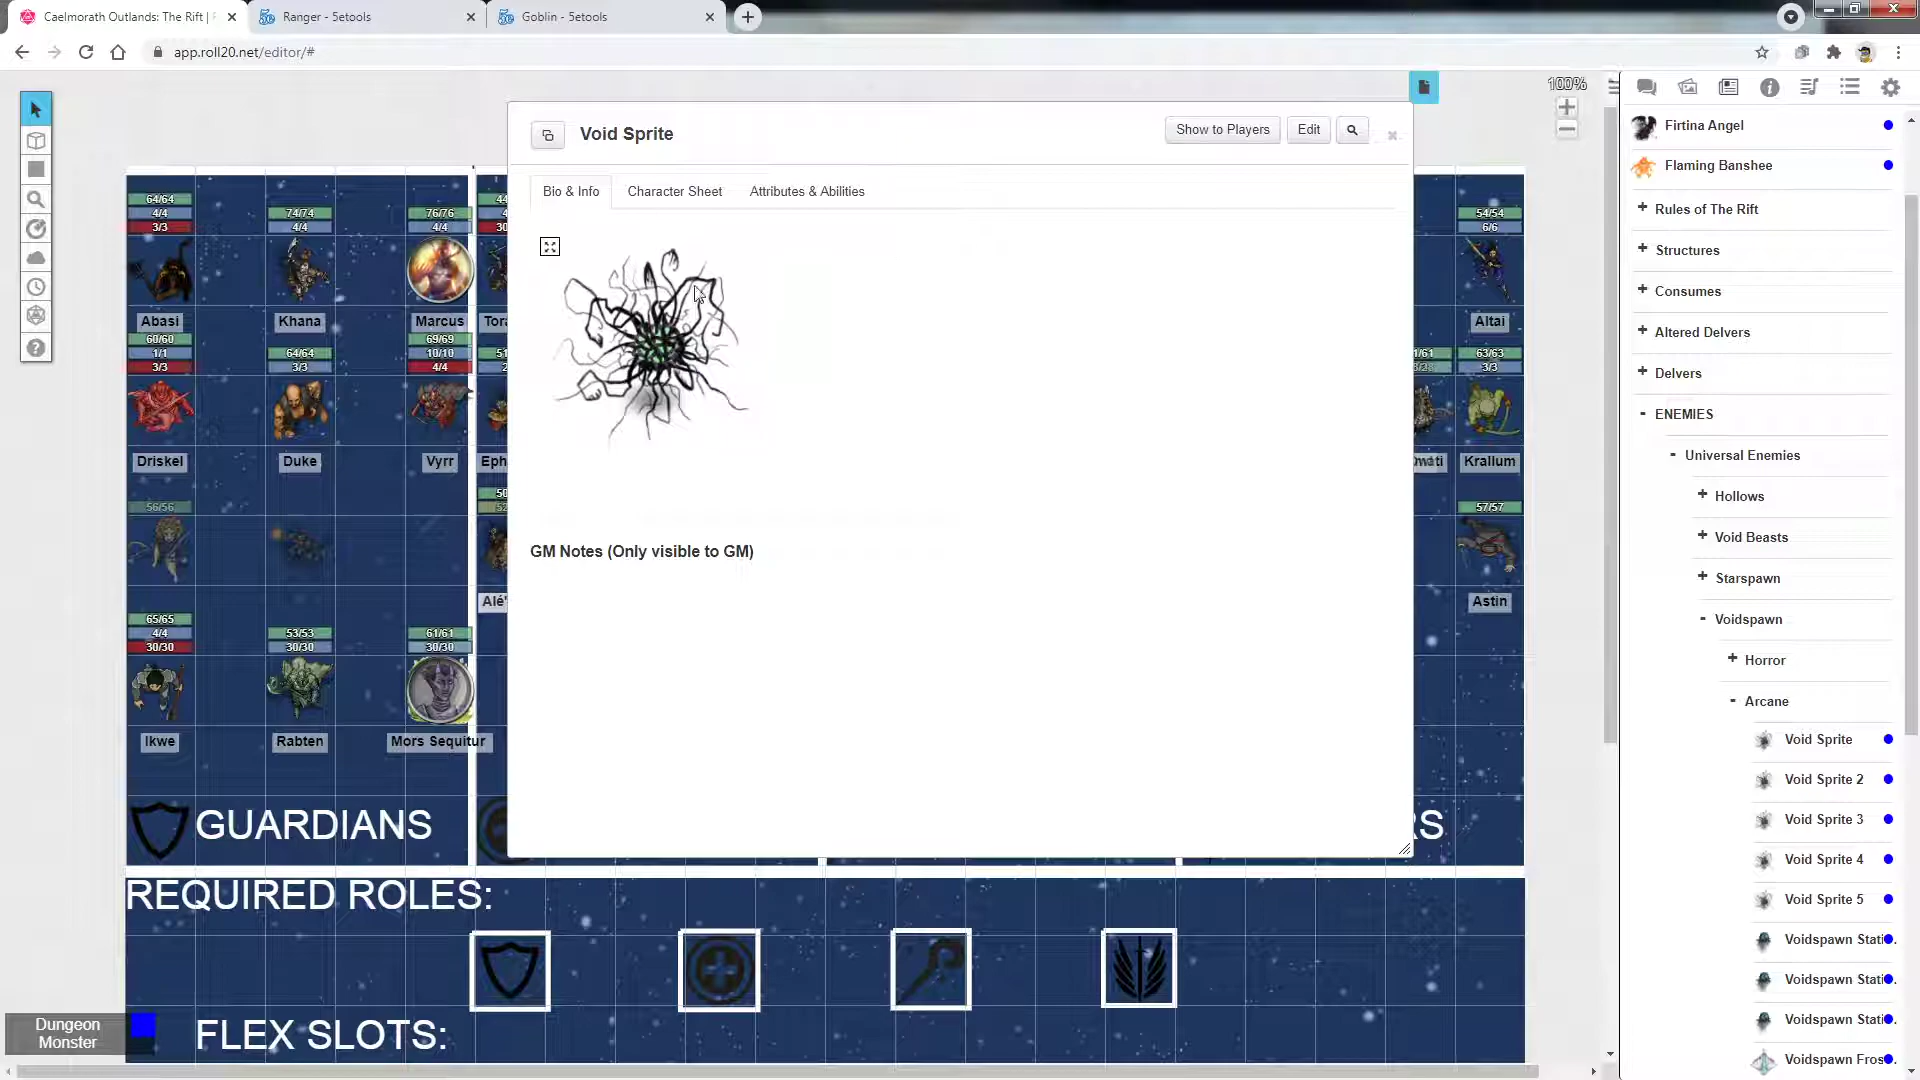 Caelmorath Outlands: The Rift |
Ranger - 5etools
Goblin - 5etools
app.roll20.net/editor/#
100%
Void Sprite
Show to Players
Edit
Bio & Info
Character Sheet
Attributes & Abilities
GM Notes (Only visible to GM)
64/64
4/4
3/3
74/74
4/4
76/76
4/4
54/54
6/6
Abasi
Khana
Marcus
Altai
60/60
1/1
3/3
64/64
3/3
69/69
10/10
4/4
63/63
3/3
Driskel
Duke
Vyrr
Eph
Krallum
56/56
57/57
Alé'
Astin
65/65
4/4
30/30
53/53
30/30
61/61
30/30
Ikwe
Rabten
Mors Sequitur
GUARDIANS
RS
REQUIRED ROLES:
FLEX SLOTS:
Dungeon
Monster
Firtina Angel
Flaming Banshee
Rules of The Rift
Structures
Consumes
Altered Delvers
Delvers
ENEMIES
Universal Enemies
Hollows
Void Beasts
Starspawn
Voidspawn
Horror
Arcane
Void Sprite
Void Sprite 2
Void Sprite 3
Void Sprite 4
Void Sprite 5
Voidspawn Stati
Voidspawn Stati
Voidspawn Stati
Voidspawn Fros